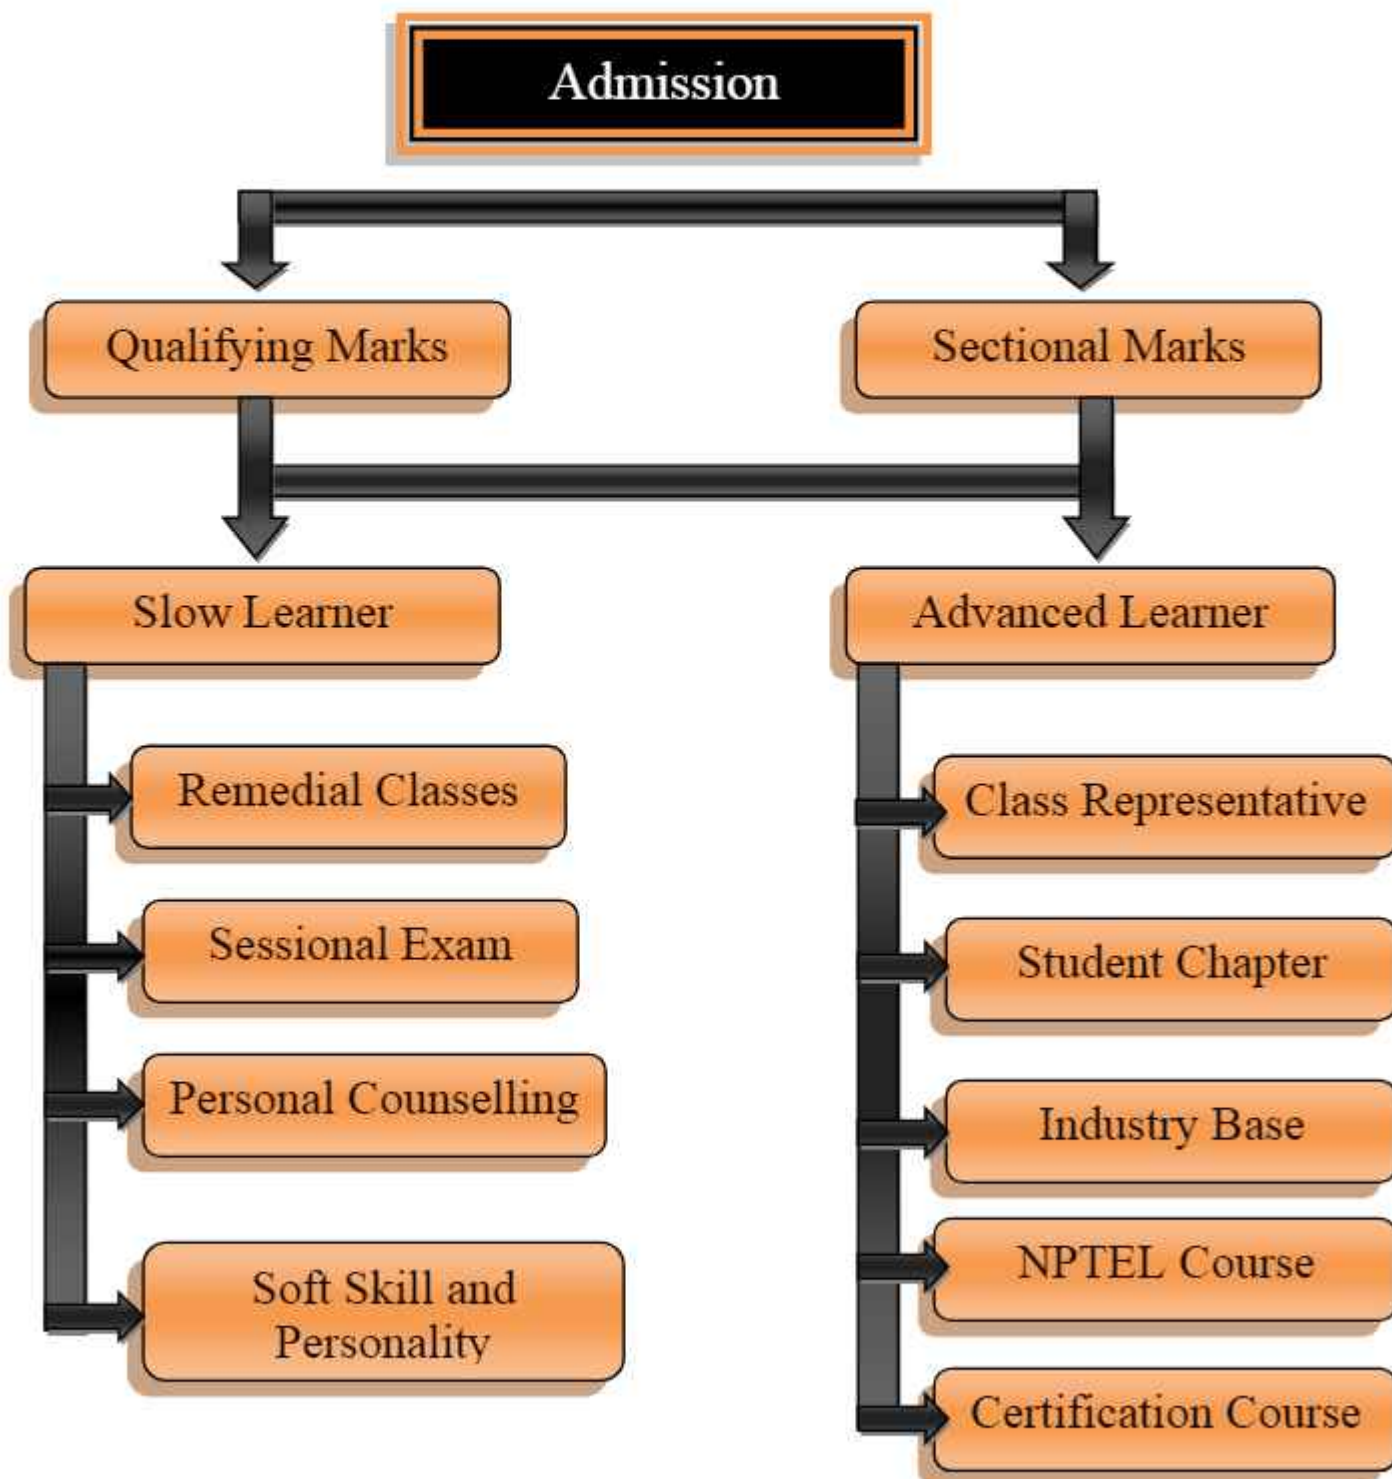 Admission
Qualifying Marks
Sectional Marks
Slow Learner
Advanced Learner
Remedial Classes
Sessional Exam
Personal Counselling
Soft Skill and
Personality
Class Representative
Student Chapter
Industry Base
NPTEL Course
Certification Course